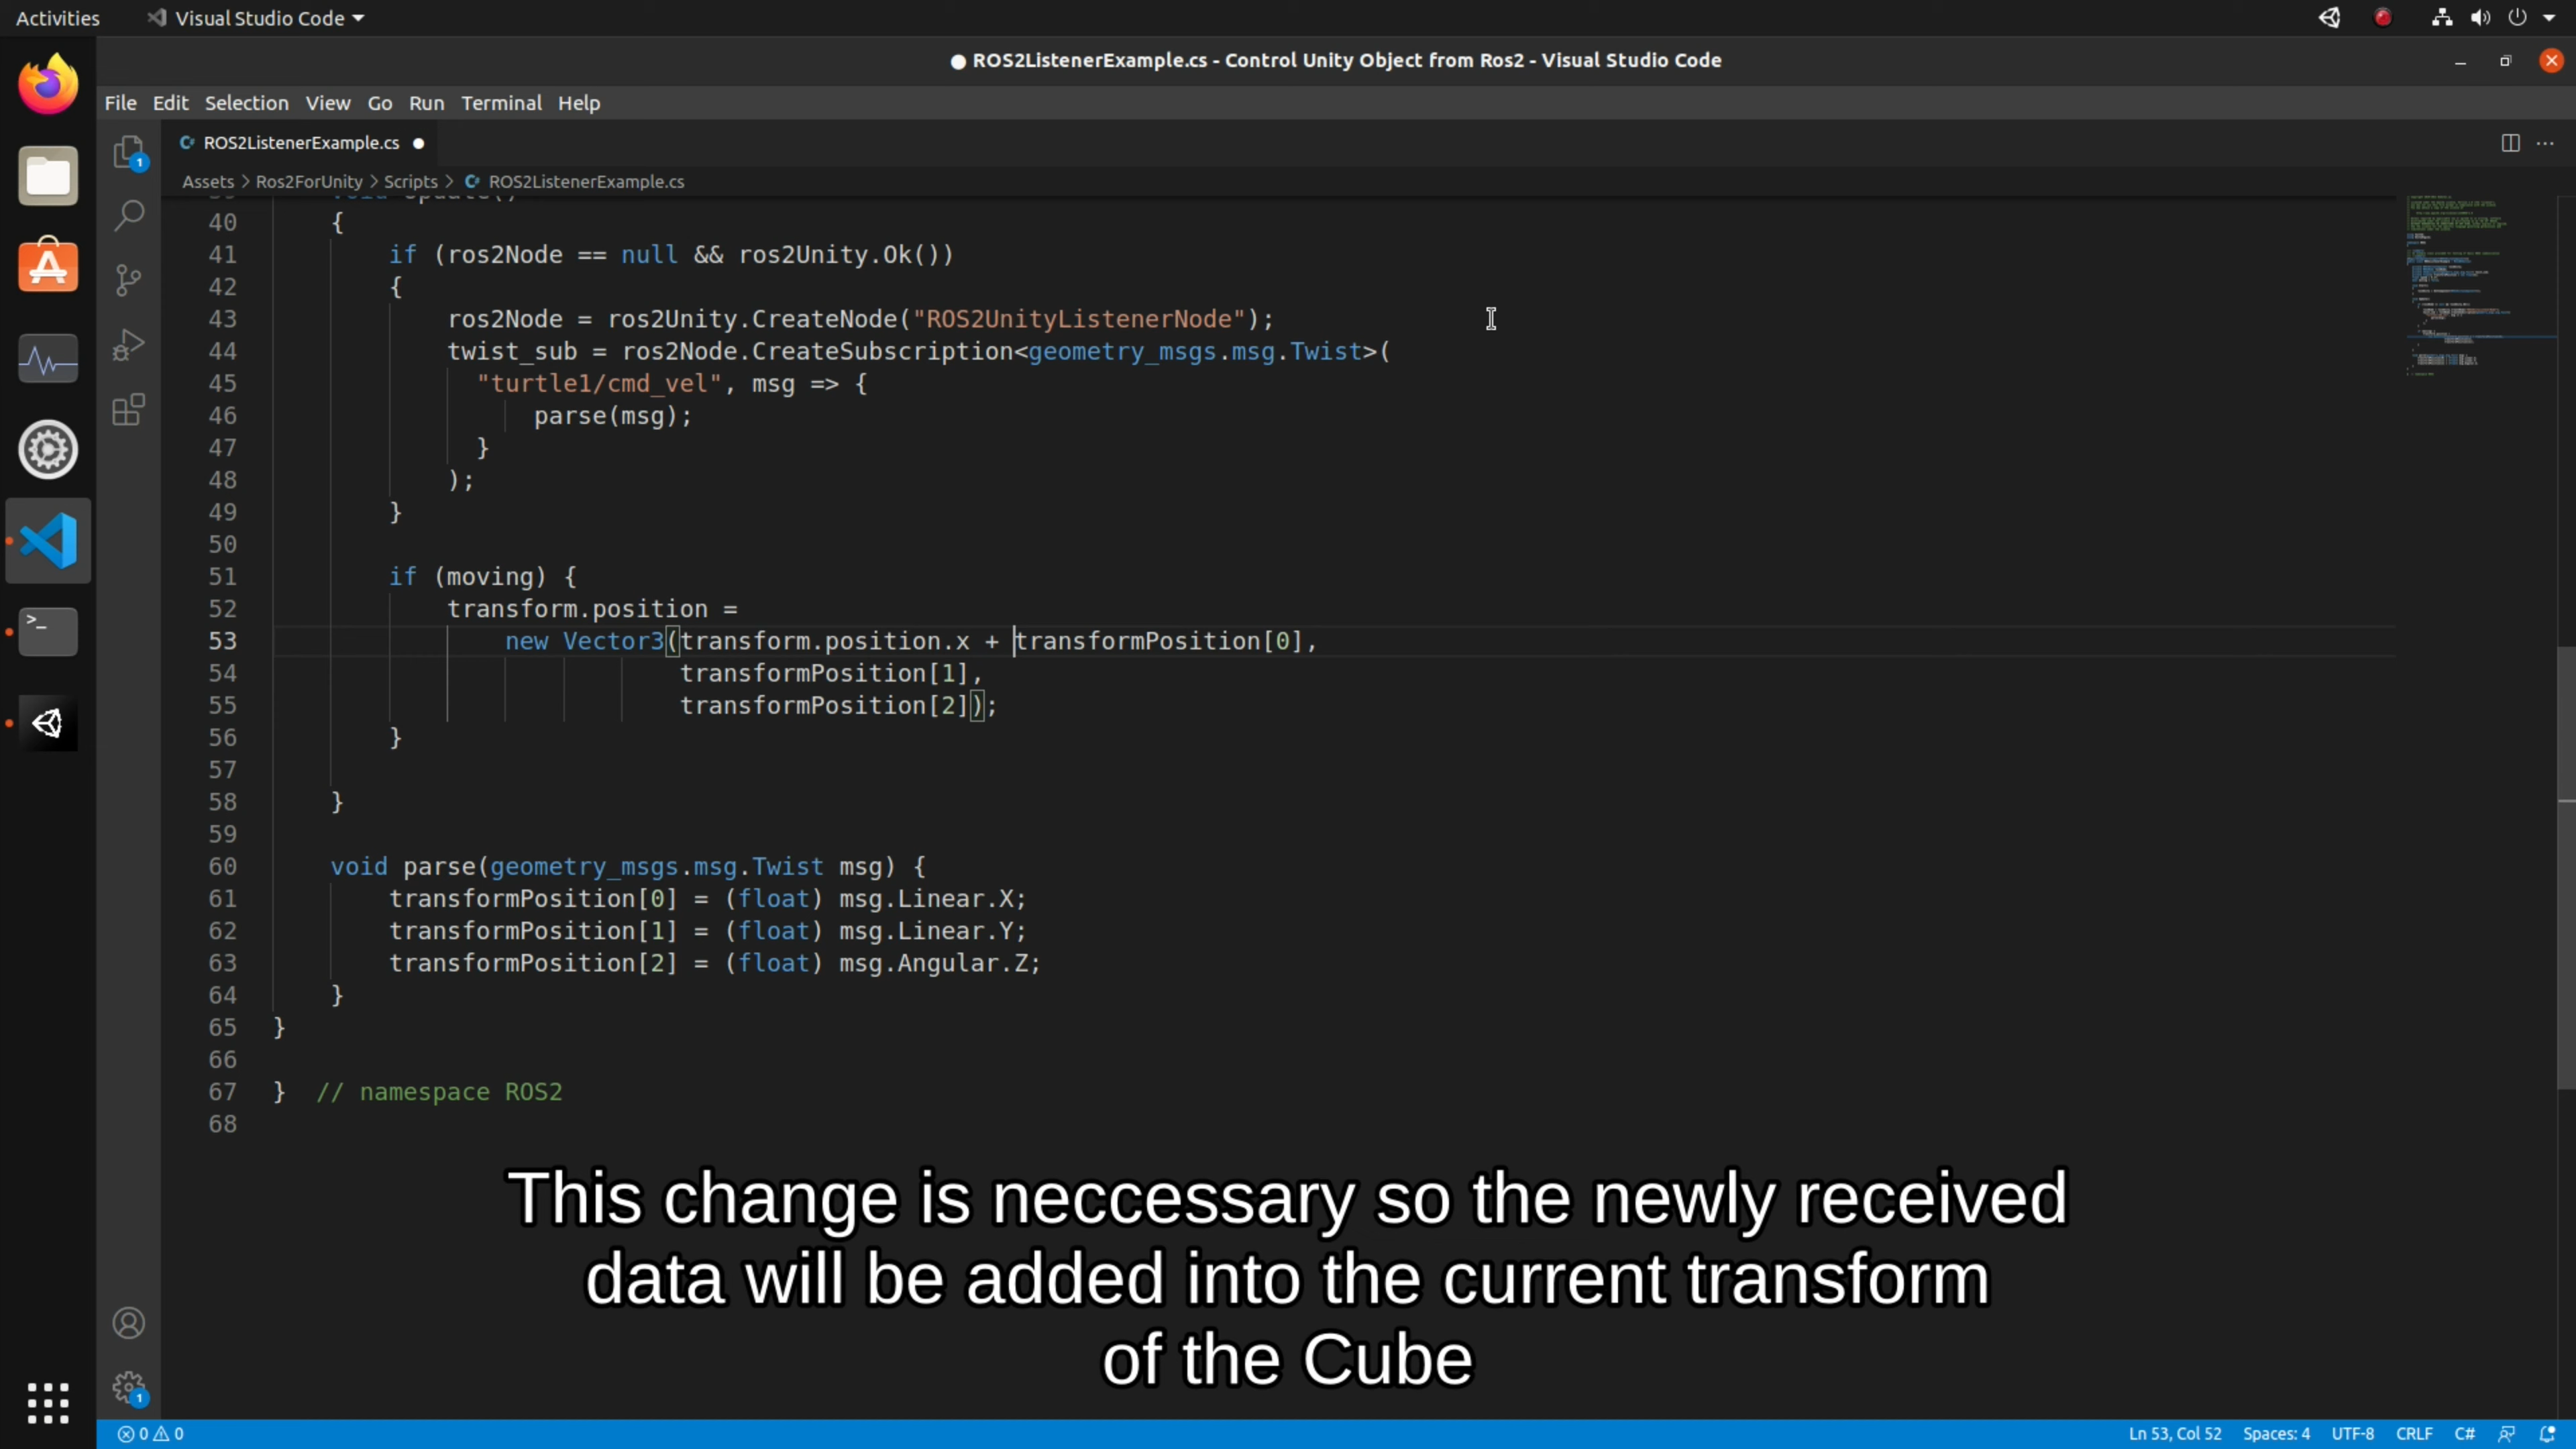 Activities
Visual Studio Code
● ROS2ListenerExample.cs - Control Unity Object from Ros2 - Visual Studio Code
File Edit Selection View Go Run Terminal Help
ROS2ListenerExample.cs ●
Assets > Ros2ForUnity > Scripts > ROS2ListenerExample.cs
40 {
41 if (ros2Node == null && ros2Unity.Ok())
42 {
43 ros2Node = ros2Unity.CreateNode("ROS2UnityListenerNode");
44 twist_sub = ros2Node.CreateSubscription<geometry_msgs.msg.Twist>(
45 "turtle1/cmd_vel", msg => {
46 parse(msg);
47 }
48 );
49 }
50
51 if (moving) {
52 transform.position =
53 new Vector3(transform.position.x + transformPosition[0],
54 transformPosition[1],
55 transformPosition[2]);
56 }
57
58 }
59
60 void parse(geometry_msgs.msg.Twist msg) {
61 transformPosition[0] = (float) msg.Linear.X;
62 transformPosition[1] = (float) msg.Linear.Y;
63 transformPosition[2] = (float) msg.Angular.Z;
64 }
65 }
66
67 } // namespace ROS2
68
This change is neccessary so the newly received
data will be added into the current transform
of the Cube
0 0 Ln 53, Col 52 Spaces: 4 UTF-8 CRLF C#